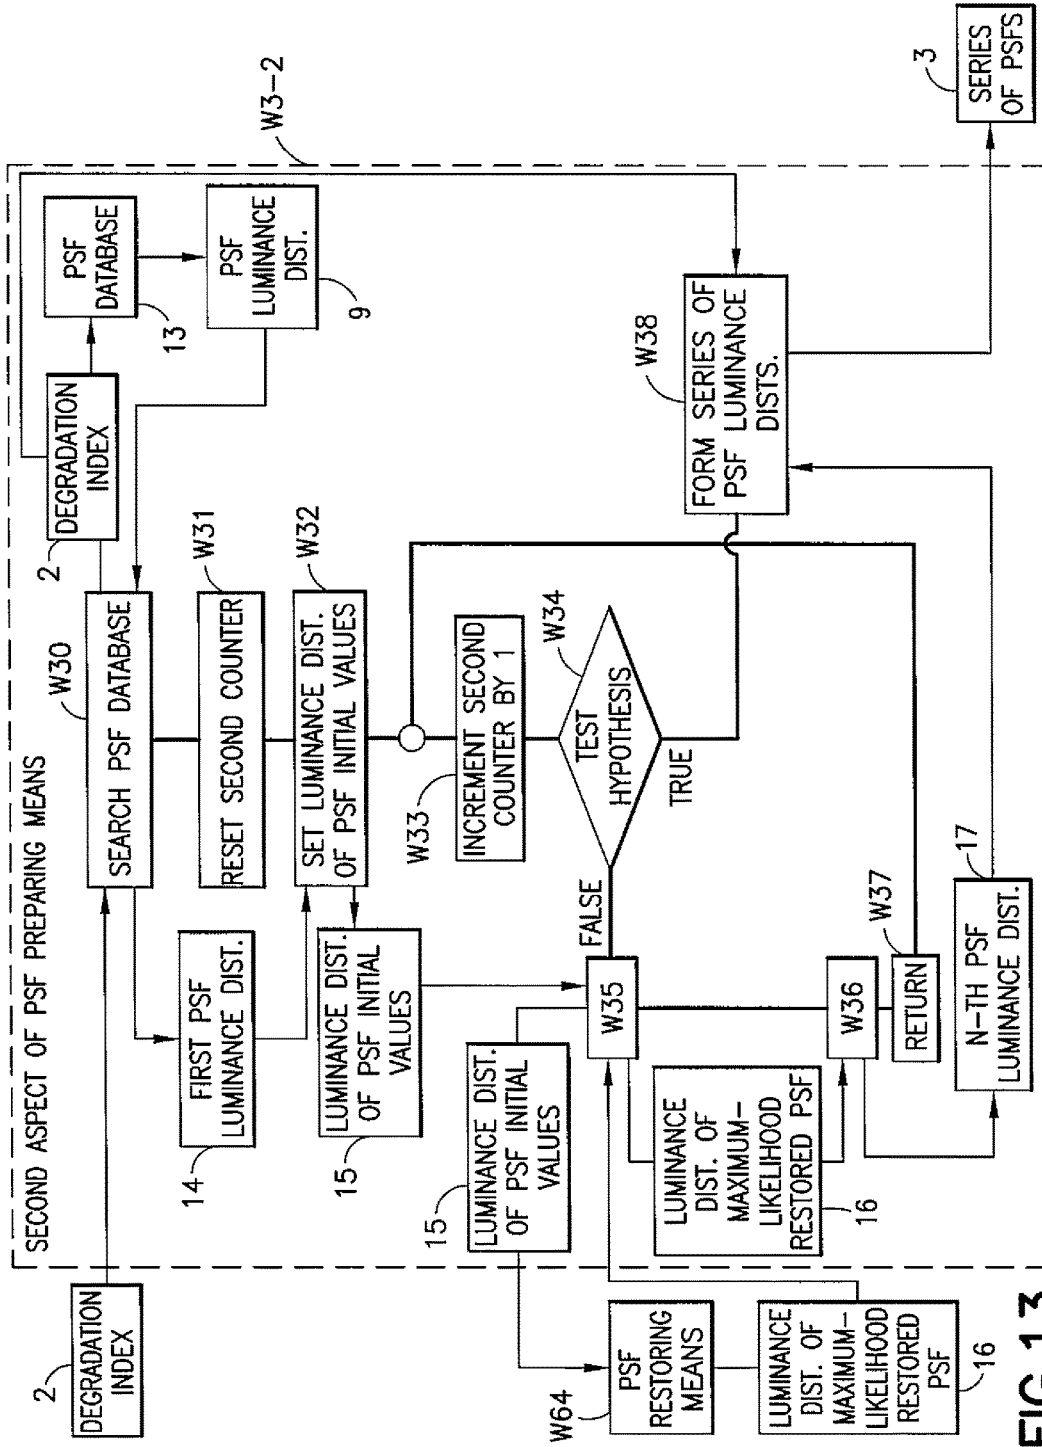 SECOND ASPECT OF PSF PREPARING MEANS
2
DEGRADATION
INDEX
W30
SEARCH PSF DATABASE
2
DEGRADATION
INDEX
PSF
DATABASE
13
W3-2
14
FIRST PSF
LUMINANCE DIST.
RESET SECOND COUNTER
W31
PSF
LUMINANCE
DIST.
9
SET LUMINANCE DIST.
OF PSF INITIAL VALUES
W32
15
LUMINANCE DIST.
OF PSF INITIAL
VALUES
W33
INCREMENT SECOND
COUNTER BY 1
15
LUMINANCE DIST.
OF PSF INITIAL
VALUES
W35
FALSE
TEST
HYPOTHESIS
W34
TRUE
W64
PSF
RESTORING
MEANS
LUMINANCE
DIST. OF
MAXIMUM-
LIKELIHOOD
RESTORED PSF
16
W38
FORM SERIES OF
PSF LUMINANCE
DISTS.
LUMINANCE
DIST. OF
MAXIMUM-
LIKELIHOOD
RESTORED
PSF
16
W36
RETURN
W37
N-TH PSF
LUMINANCE DIST.
17
3
SERIES
OF PSFS
FIG.13